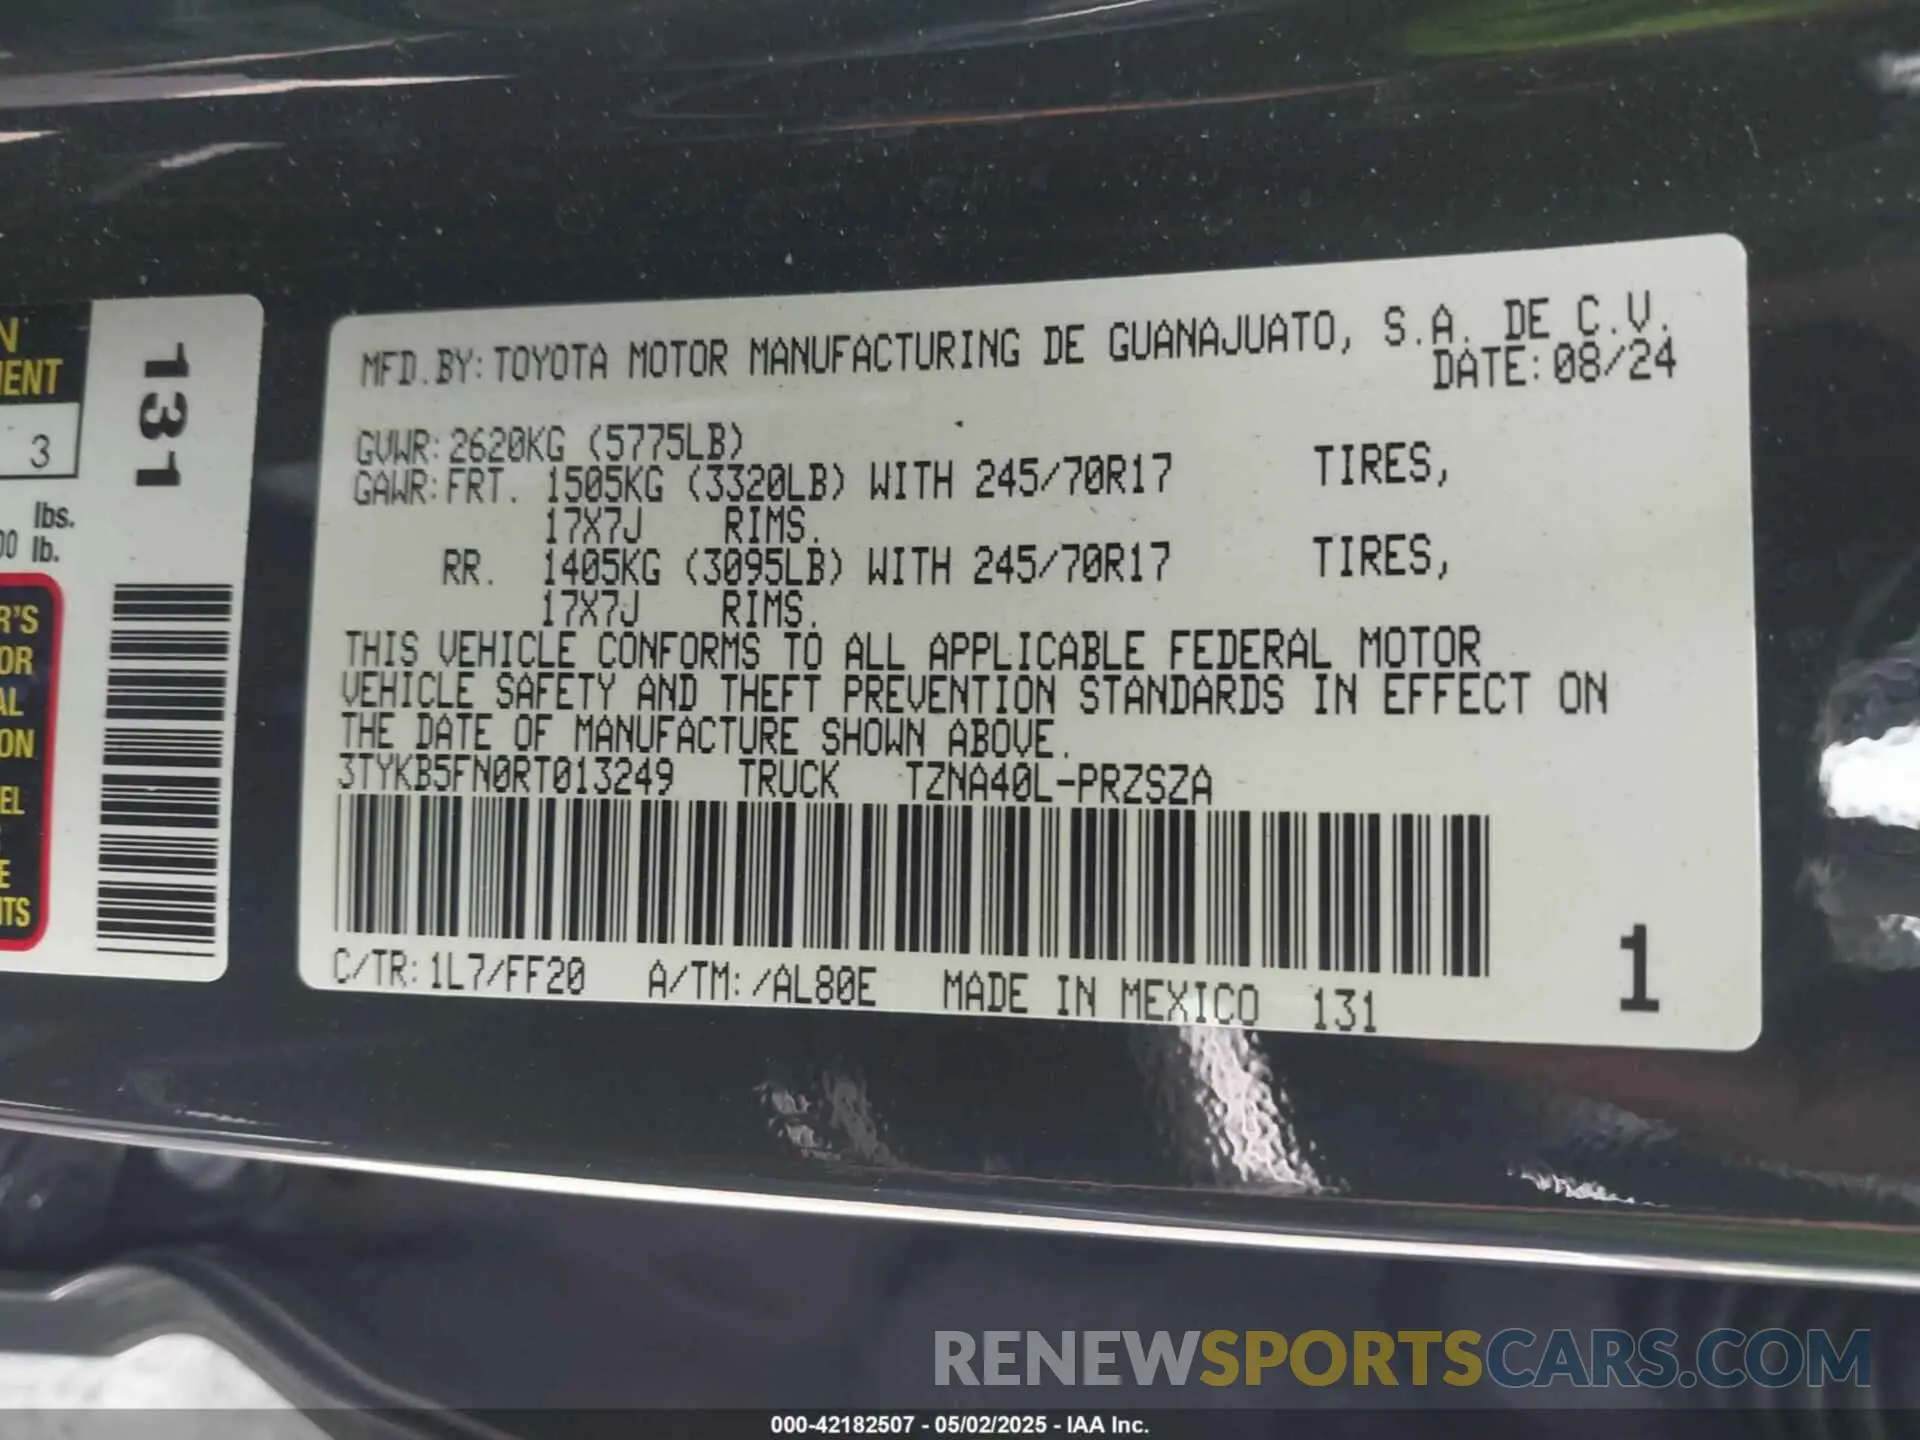 MFD.BY: TOYOTA MOTOR MANUFACTURING DE GUANAJUATO, S.A. DE C.V.
DATE: 08/24
GVWR: 2620KG (5775LB)
GAWR: FRT. 1505KG (3320LB) WITH 245/70R17 TIRES,
17X7J RIMS.
RR. 1405KG (3095LB) WITH 245/70R17 TIRES,
17X7J RIMS.
THIS VEHICLE CONFORMS TO ALL APPLICABLE FEDERAL MOTOR
VEHICLE SAFETY AND THEFT PREVENTION STANDARDS IN EFFECT ON
THE DATE OF MANUFACTURE SHOWN ABOVE.
3TYKB5FN0RT013249 TRUCK TZNA40L-PRZSZA
C/TR: 1L7/FF20 A/TM: /AL80E MADE IN MEXICO 131
1
131
3
lbs.
lb.
RENEWSPORTSCARS.COM
000-42182507 - 05/02/2025 - IAA Inc.